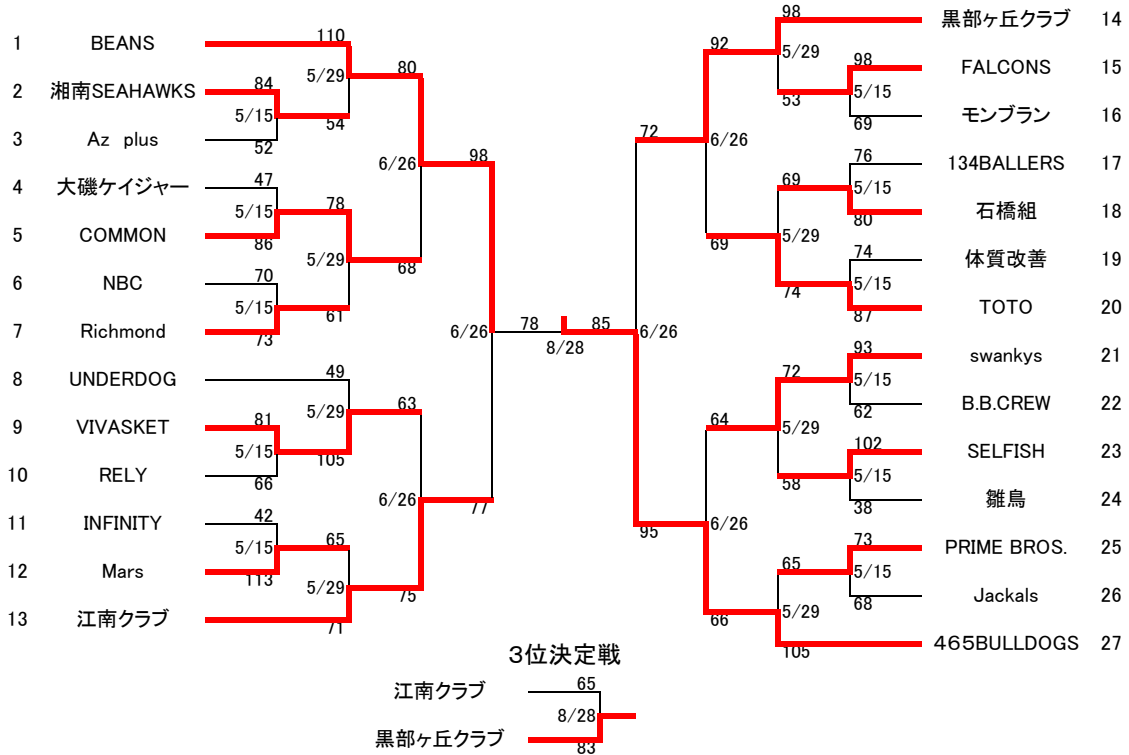 1 BEANS
2 湘南SEAHAWKS
3 Az plus
4 大磯ケイジャー
5 COMMON
6 NBC
7 Richmond
8 UNDERDOG
9 VIVASKET
10 RELY
11 INFINITY
12 Mars
13 江南クラブ
110
5/29
84
5/15
52
54
80
47
5/15
86
78
5/29
70
5/15
73
61
68
6/26
98
49
5/29
81
5/15
66
105
63
42
5/15
113
65
5/29
71
75
6/26
77
6/26
78
8/28
85
6/26
72
92
6/26
69
98
5/29
53
98
5/15
69
69
5/29
74
76
5/15
80
74
5/15
87
95
64
6/26
66
72
5/29
58
93
5/15
62
102
5/15
38
65
5/29
105
73
5/15
68
黒部ヶ丘クラブ 14
FALCONS 15
モンブラン 16
134BALLERS 17
石橋組 18
体質改善 19
TOTO 20
swankys 21
B.B.CREW 22
SELFISH 23
雛鳥 24
PRIME BROS. 25
Jackals 26
465BULLDOGS 27
3位決定戦
江南クラブ 65
8/28
黒部ヶ丘クラブ 83